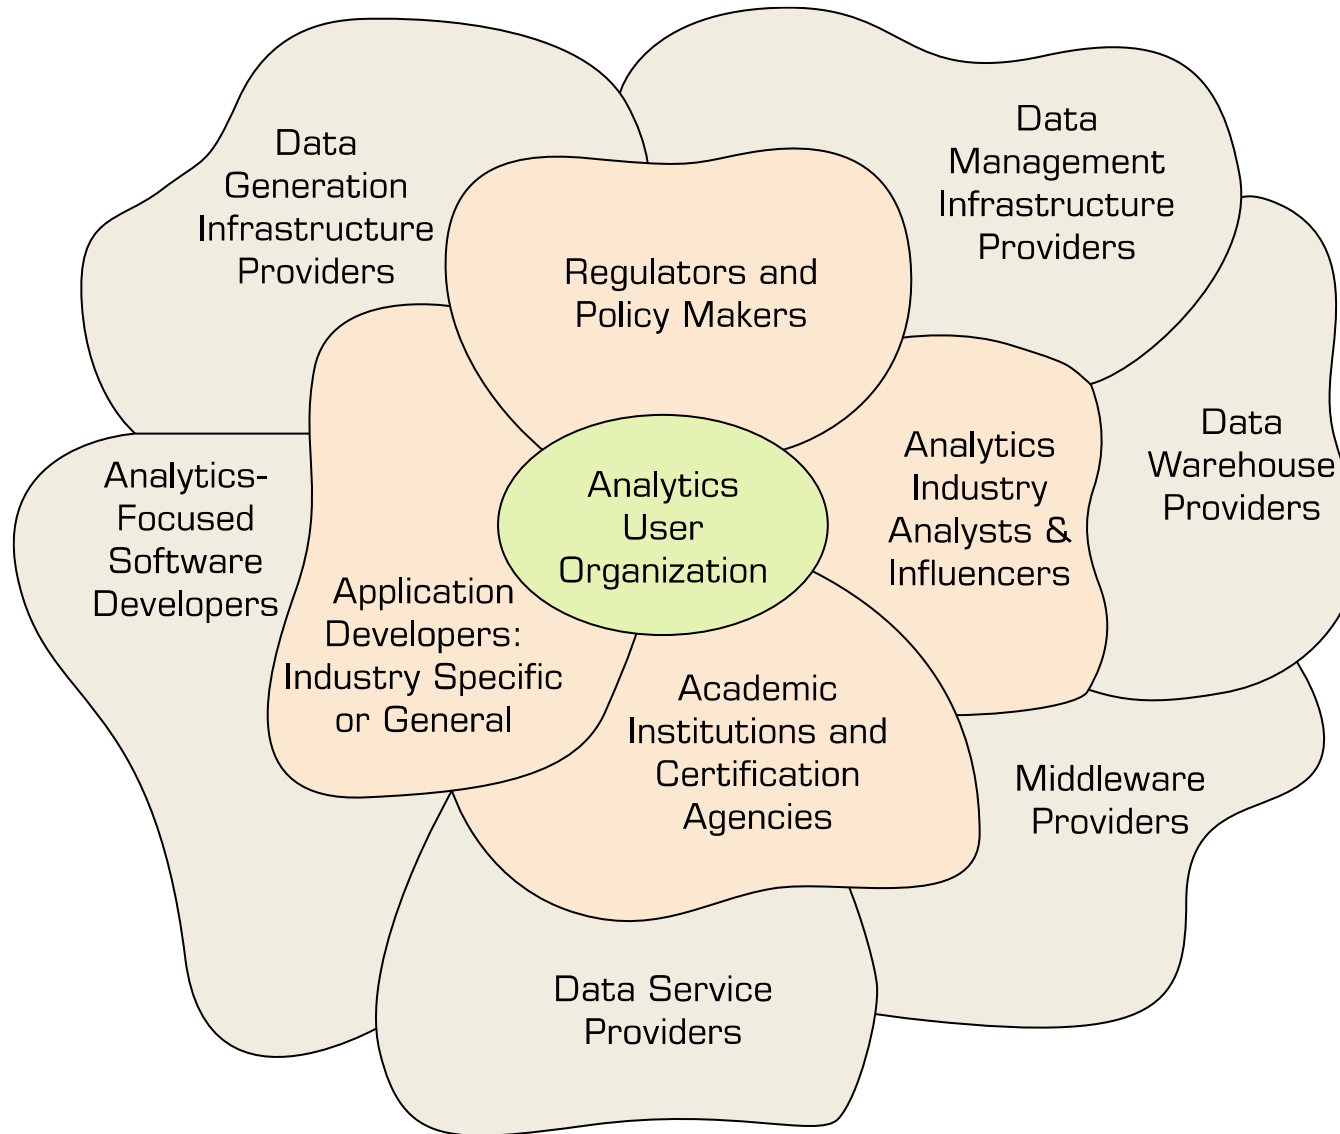 Data
Generation
Infrastructure
Providers
Data
Management
Infrastructure
Providers
Regulators and
Policy Makers
Analytics-
Focused
Software
Developers
Analytics
User
Organization
Analytics
Industry
Analysts &
Influencers
Data
Warehouse
Providers
Application
Developers:
Industry Specific
or General
Academic
Institutions and
Certification
Agencies
Middleware
Providers
Data Service
Providers